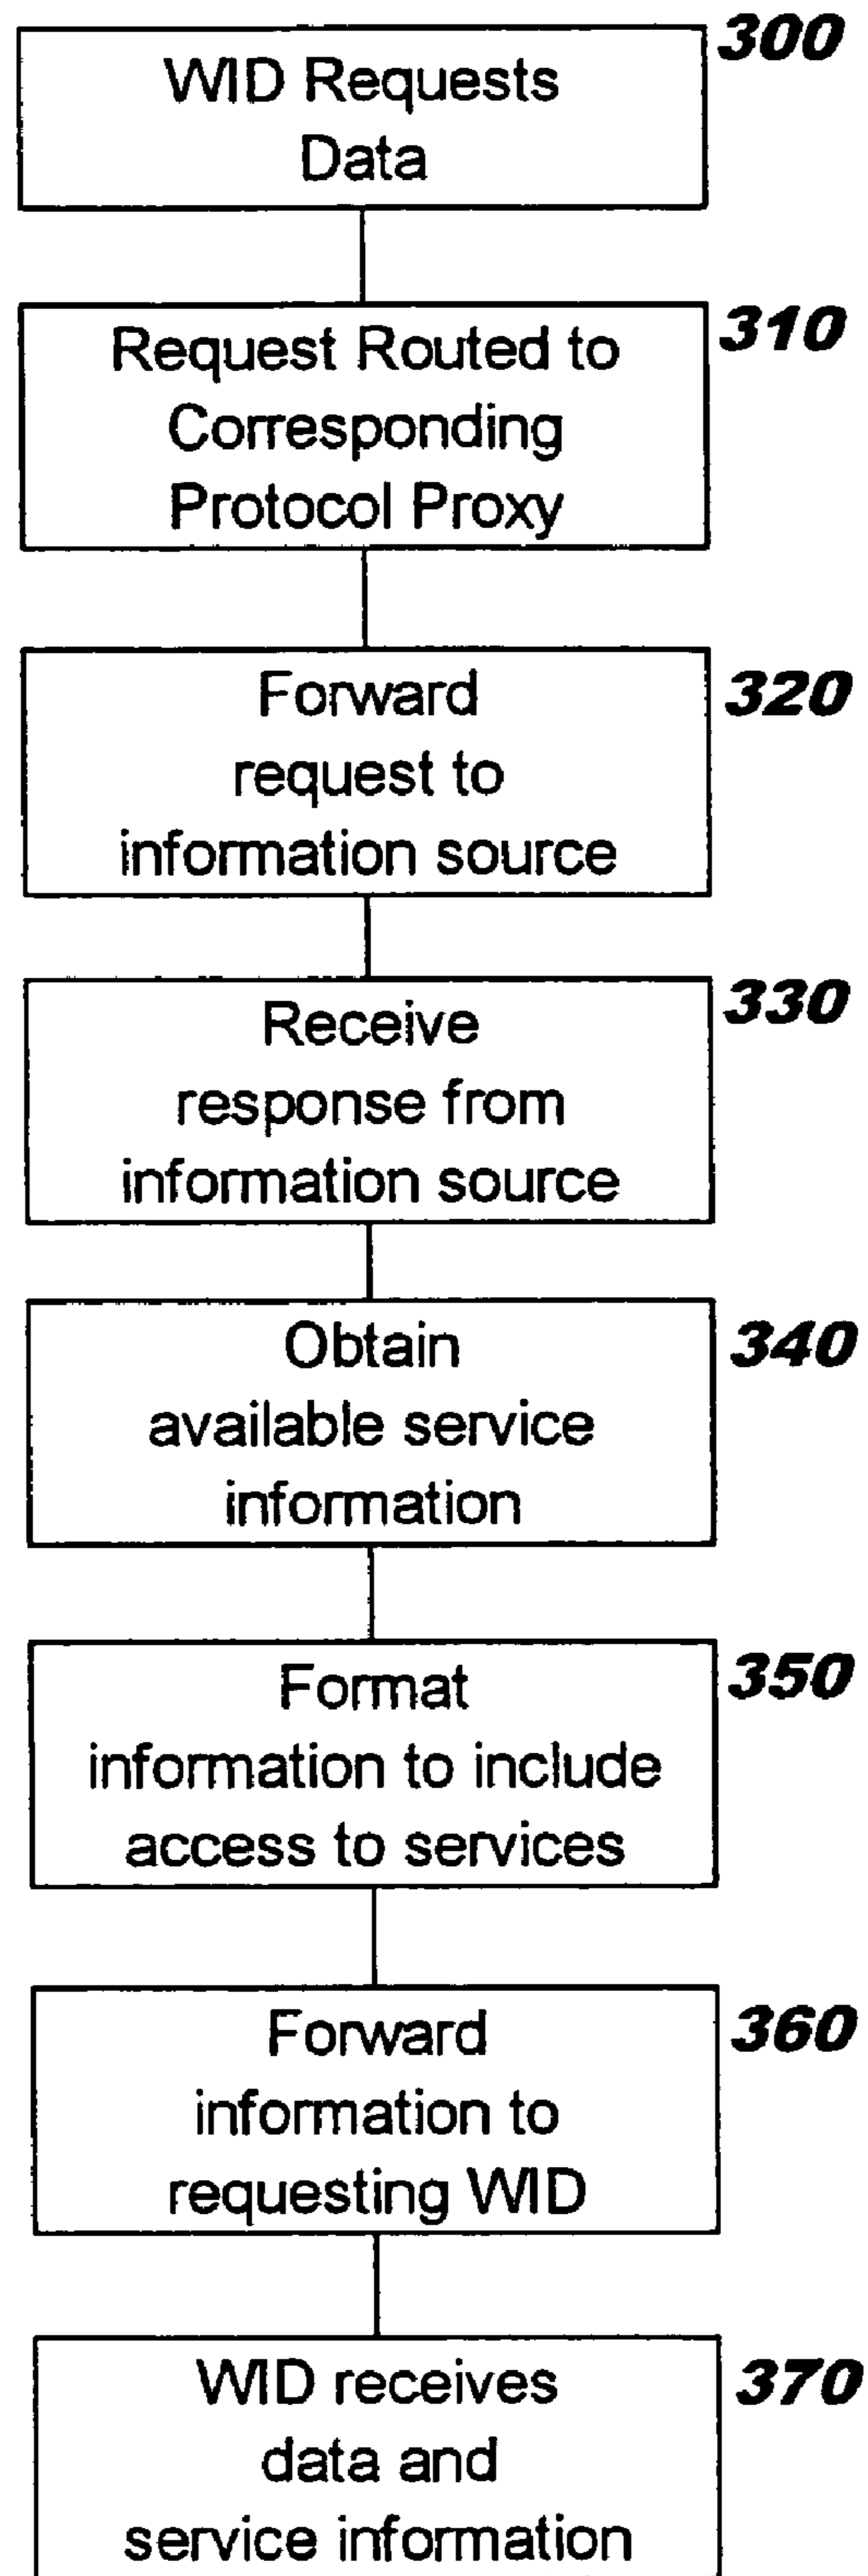 WID Requests
Data
300
Request Routed to
Corresponding
Protocol Proxy
310
Forward
request to
information source
320
Receive
response from
information source
330
Obtain
available service
information
340
Format
information to include
access to services
350
Forward
information to
requesting WID
360
WID receives
data and
service information
370